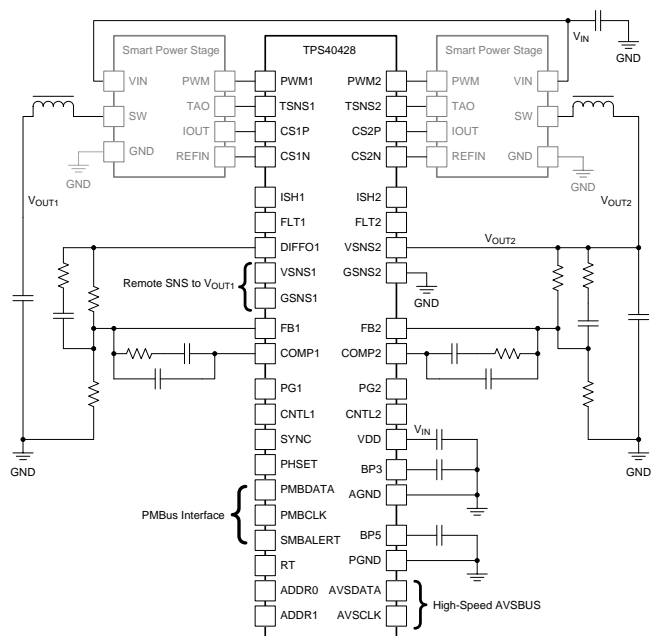 VIN
GND
Smart Power Stage
TPS40428
Smart Power Stage
VIN
PWM
PWM1
PWM2
PWM
VIN
TAO
TSNS1
TSNS2
TAO
SW
IOUT
CS1P
CS2P
IOUT
SW
GND
REFIN
CS1N
CS2N
REFIN
GND
GND
GND
VOUT1
ISH1
ISH2
VOUT2
FLT1
FLT2
DIFFO1
VSNS2
VOUT2
Remote SNS to VOUT1
VSNS1
GSNS2
GND
GSNS1
FB1
FB2
COMP1
COMP2
PG1
PG2
CNTL1
CNTL2
SYNC
VDD
VIN
GND
GND
PHSET
BP3
PMBus Interface
PMBDATA
AGND
PMBCLK
SMBALERT
BP5
RT
PGND
ADDR0
AVSDATA
High-Speed AVSBUS
ADDR1
AVSCLK